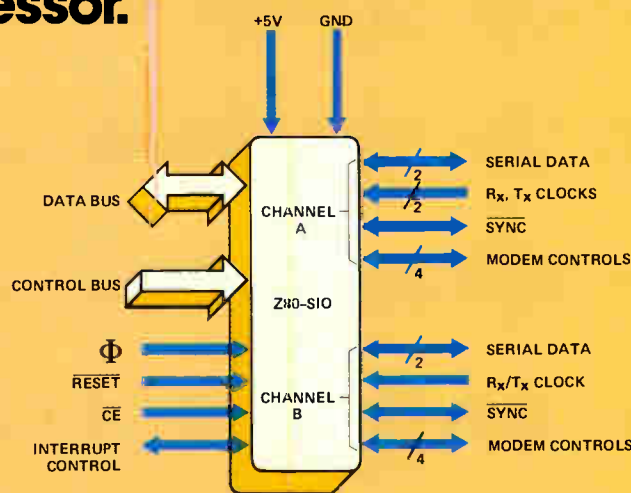 essor.
+5V GND
DATA BUS
CONTROL BUS
Φ
RESET
CE
INTERRUPT
CONTROL
CHANNEL
A
Z80-SIO
CHANNEL
B
2
SERIAL DATA
2
Rx, Tx CLOCKS
SYNC
4
MODEM CONTROLS
2
SERIAL DATA
Rx/Tx CLOCK
SYNC
4
MODEM CONTROLS